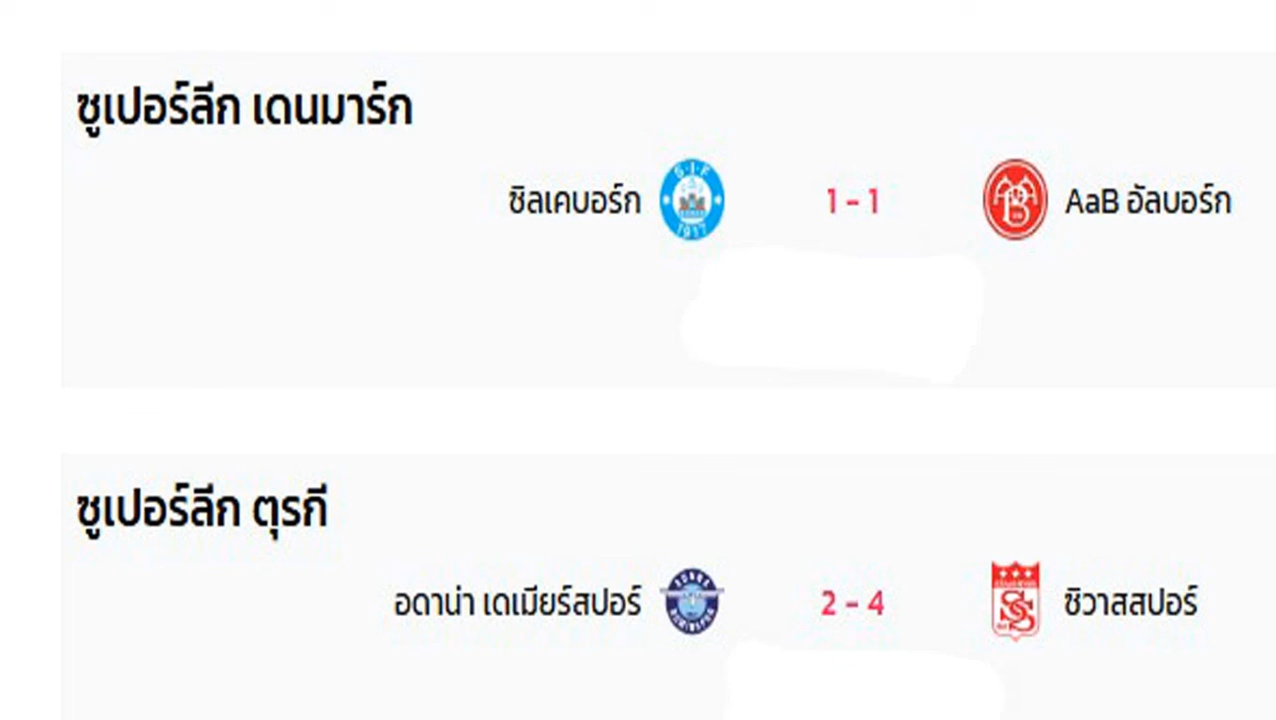 ซูเปอร์ลีก เดนมาร์ก
ซิลเคบอร์ก S·I·F 1917 1 - 1 AaB อัลบอร์ก
ซูเปอร์ลีก ตุรกี
อดาน่า เดเมียร์สปอร์ 2 - 4 SS ซิวาสสปอร์